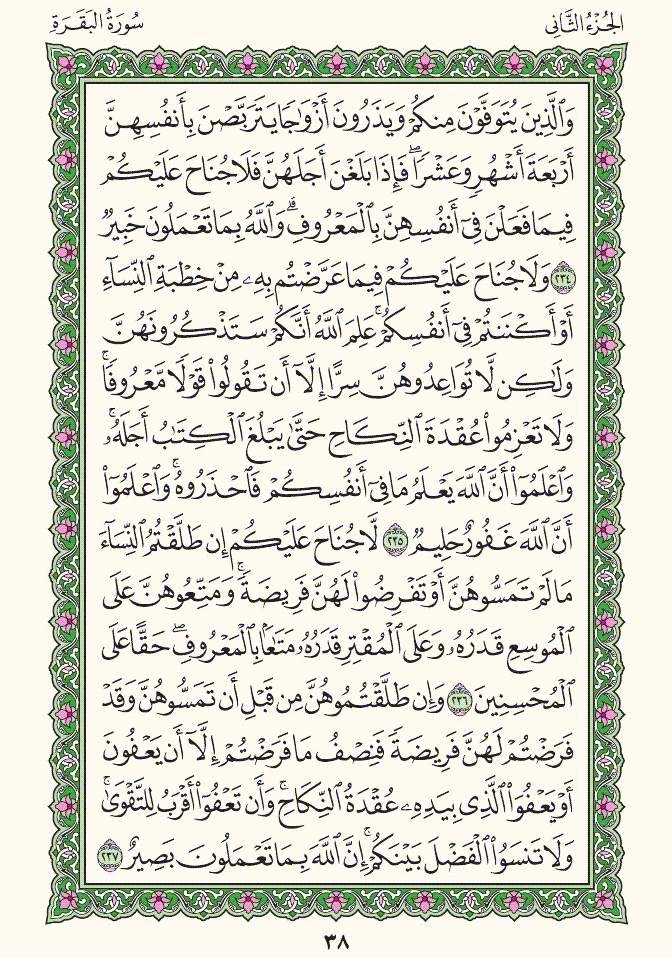 الجُزْءُ الثَّانِي
سُورَةُ البَقَرَةِ
وَٱلَّذِينَ يُتَوَفَّوۡنَ مِنكُمۡ وَيَذَرُونَ أَزۡوَٰجٗا يَتَرَبَّصۡنَ بِأَنفُسِهِنَّ
أَرۡبَعَةَ أَشۡهُرٖ وَعَشۡرٗاۖ فَإِذَا بَلَغۡنَ أَجَلَهُنَّ فَلَا جُنَاحَ عَلَيۡكُمۡ
فِيمَا فَعَلۡنَ فِيٓ أَنفُسِهِنَّ بِٱلۡمَعۡرُوفِۗ وَٱللَّهُ بِمَا تَعۡمَلُونَ خَبِيرٞ
٢٣٤ وَلَا جُنَاحَ عَلَيۡكُمۡ فِيمَا عَرَّضۡتُم بِهِۦ مِنۡ خِطۡبَةِ ٱلنِّسَآءِ
أَوۡ أَكۡنَنتُمۡ فِيٓ أَنفُسِكُمۡۚ عَلِمَ ٱللَّهُ أَنَّكُمۡ سَتَذۡكُرُونَهُنَّ
وَلَٰكِن لَّا تُوَاعِدُوهُنَّ سِرًّا إِلَّآ أَن تَقُولُواْ قَوۡلٗا مَّعۡرُوفٗاۚ
وَلَا تَعۡزِمُواْ عُقۡدَةَ ٱلنِّكَاحِ حَتَّىٰ يَبۡلُغَ ٱلۡكِتَٰبُ أَجَلَهُۥۚ
وَٱعۡلَمُوٓاْ أَنَّ ٱللَّهَ يَعۡلَمُ مَا فِيٓ أَنفُسِكُمۡ فَٱحۡذَرُوهُۚ وَٱعۡلَمُوٓاْ
أَنَّ ٱللَّهَ غَفُورٌ حَلِيمٞ ٢٣٥ لَّا جُنَاحَ عَلَيۡكُمۡ إِن طَلَّقۡتُمُ ٱلنِّسَآءَ
مَا لَمۡ تَمَسُّوهُنَّ أَوۡ تَفۡرِضُواْ لَهُنَّ فَرِيضَةٗۚ وَمَتِّعُوهُنَّ عَلَى
ٱلۡمُوسِعِ قَدَرُهُۥ وَعَلَى ٱلۡمُقۡتِرِ قَدَرُهُۥ مَتَٰعَۢا بِٱلۡمَعۡرُوفِۖ حَقًّا عَلَى
ٱلۡمُحۡسِنِينَ ٢٣٦ وَإِن طَلَّقۡتُمُوهُنَّ مِن قَبۡلِ أَن تَمَسُّوهُنَّ وَقَدۡ
فَرَضۡتُمۡ لَهُنَّ فَرِيضَةٗ فَنِصۡفُ مَا فَرَضۡتُمۡ إِلَّآ أَن يَعۡفُونَ
أَوۡ يَعۡفُوَاْ ٱلَّذِي بِيَدِهِۦ عُقۡدَةُ ٱلنِّكَاحِۚ وَأَن تَعۡفُوٓاْ أَقۡرَبُ لِلتَّقۡوَىٰۚ
وَلَا تَنسَوُاْ ٱلۡفَضۡلَ بَيۡنَكُمۡۚ إِنَّ ٱللَّهَ بِمَا تَعۡمَلُونَ بَصِيرٌ ٢٣٧
٣٨